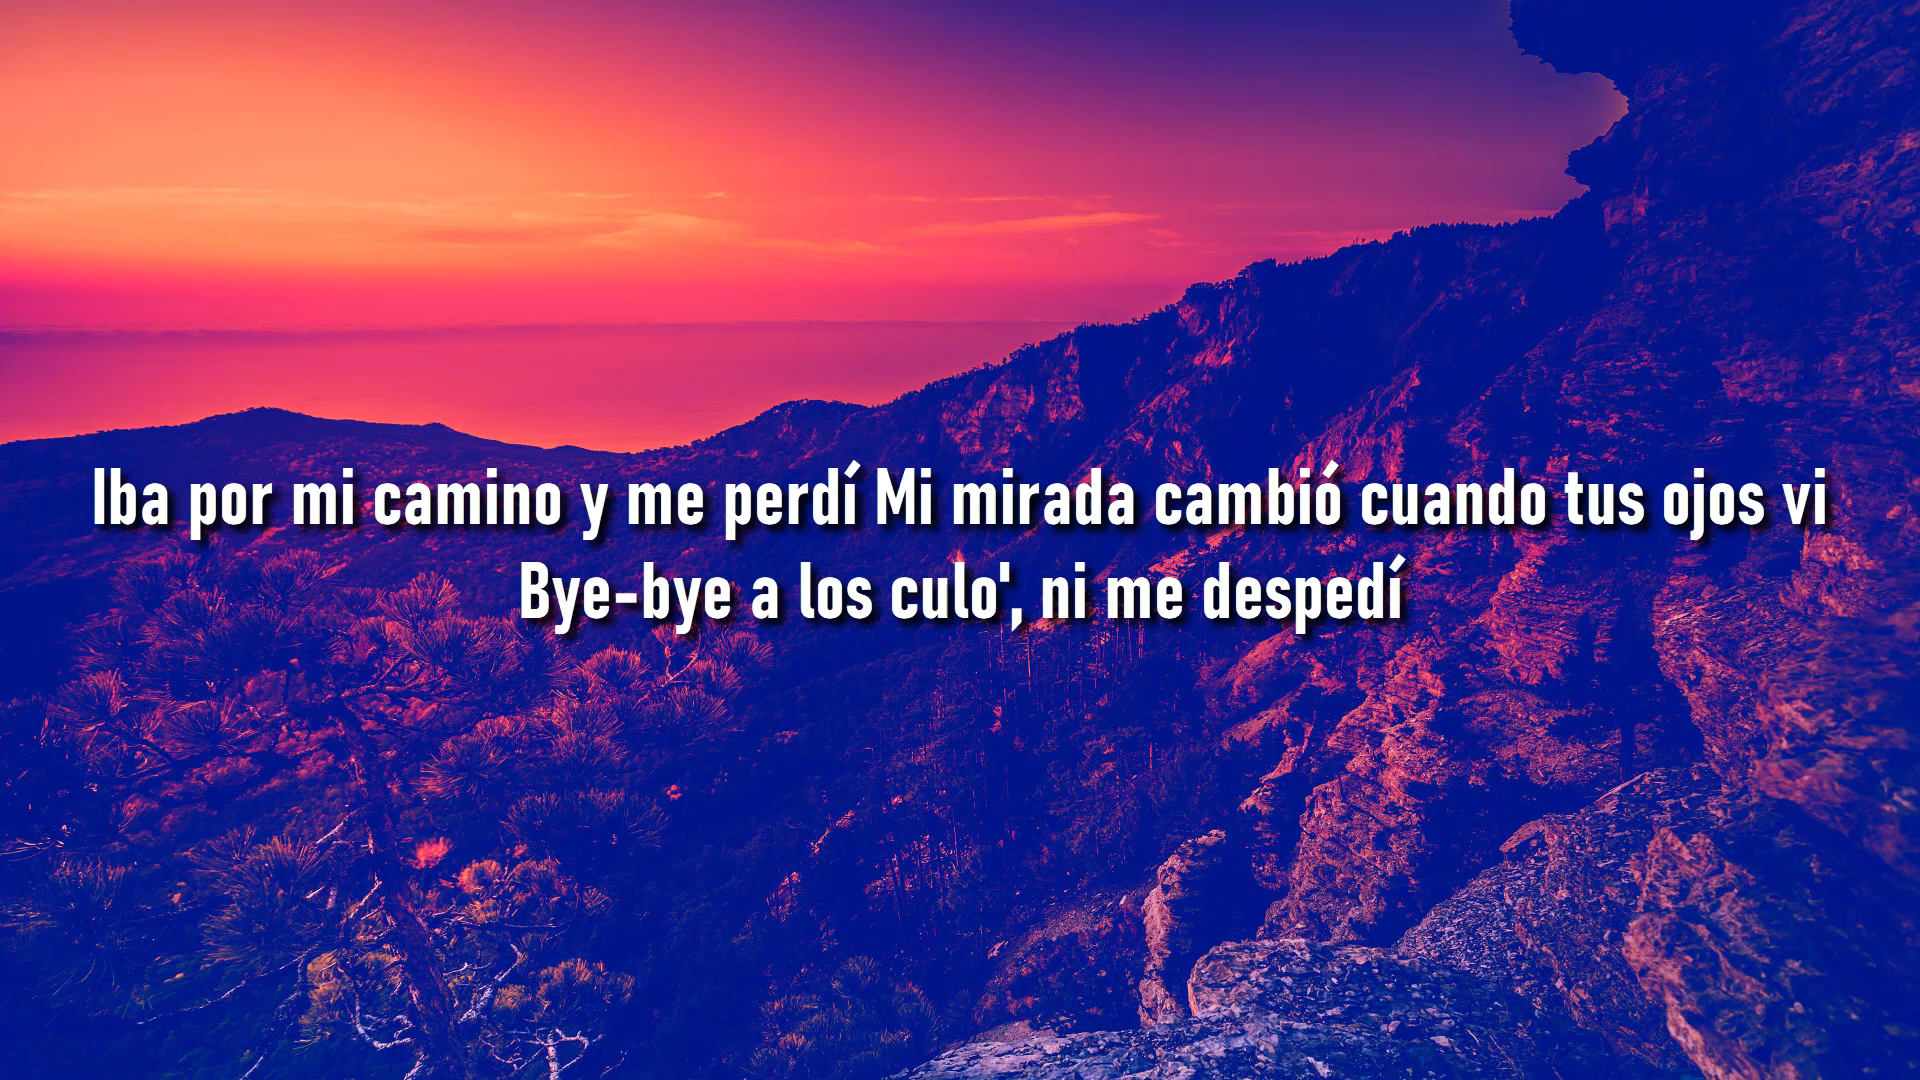 Iba por mi camino y me perdí Mi mirada cambió cuando tus ojos vi
Bye-bye a los culo', ni me despedí